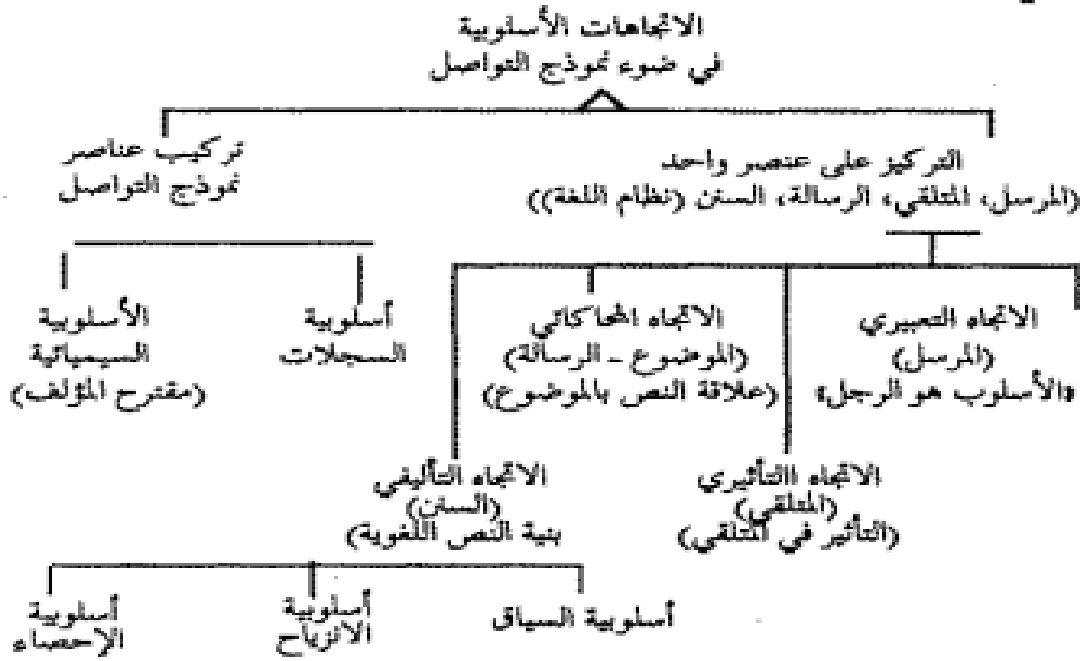 الاتجاهات الأسلوبية
في ضوء نموذج التواصل
التركيز على عنصر واحد
(المرسل، المتلقي، الرسالة، السنن (نظام اللغة))
تركيب عناصر
نموذج التواصل
الاتجاه التعبيري
(المرسل)
«الأسلوب هو الرجل»
الاتجاه المحاكاتي
(الموضوع - الرسالة)
(علاقة النص بالموضوع)
أسلوبية
السجلات
الأسلوبية
السيميائية
(مقترح المؤلف)
الاتجاه االتأثيري
(المتلقي)
(التأثير في المتلقي)
الاتجاه التأليفي
(السنن)
بنية النص اللغوية)
أسلوبية السياق
أسلوبية
الانزياح
أسلوبية
الإحصاء